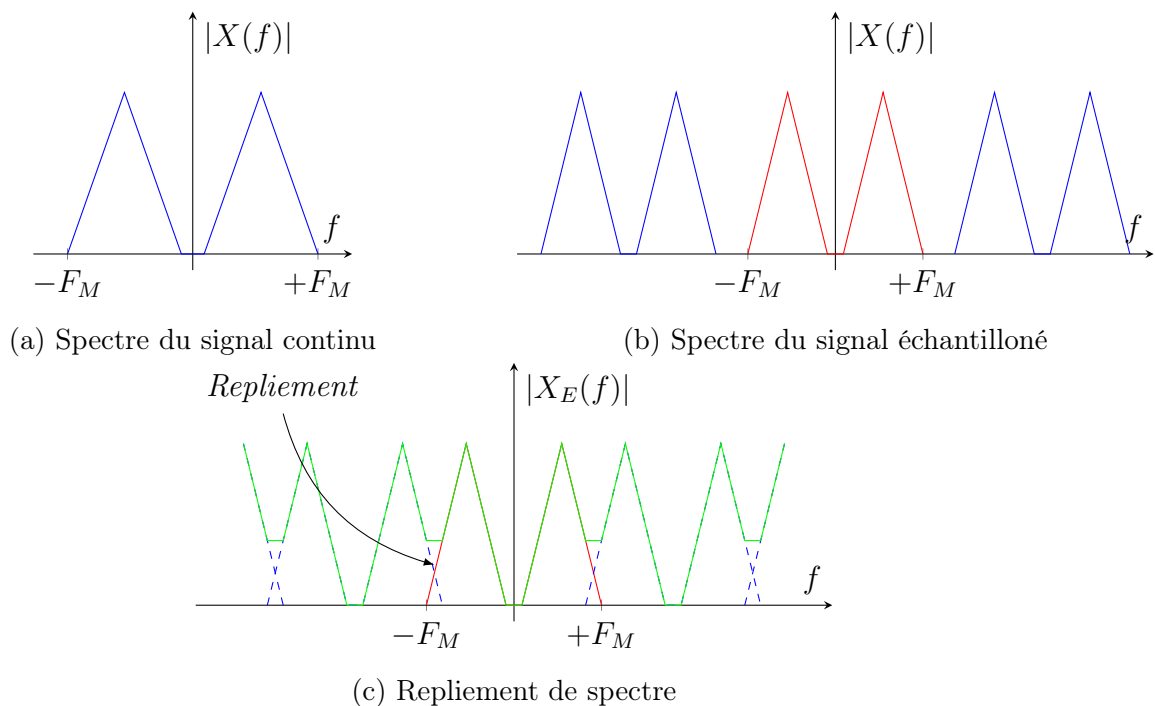 |X(f)|
f
−F_M
+F_M
(a) Spectre du signal continu
|X(f)|
f
−F_M
+F_M
(b) Spectre du signal échantilloné
Repliement
|X_E(f)|
f
−F_M
+F_M
(c) Repliement de spectre